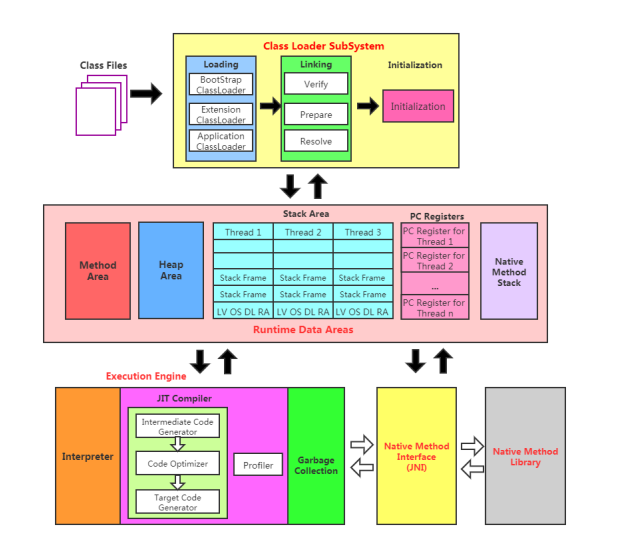 Class Loader SubSystem
Class Files
Loading
Linking
Initialization
BootStrap
ClassLoader
Verify
Extension
ClassLoader
Prepare
Initialization
Application
ClassLoader
Resolve
Stack Area
PC Registers
Method
Area
Heap
Area
Thread 1
Thread 2
Thread 3
Stack Frame
Stack Frame
Stack Frame
Stack Frame
Stack Frame
Stack Frame
LV OS DL RA
LV OS DL RA
LV OS DL RA
PC Register for
Thread 1
PC Register for
Thread 2
...
PC Register for
Thread n
Native
Method
Stack
Runtime Data Areas
Execution Engine
JIT Compiler
Interpreter
Intermediate Code
Generator
Code Optimizer
Target Code
Generator
Profiler
Garbage
Collection
Native Method
Interface
(JNI)
Native Method
Library